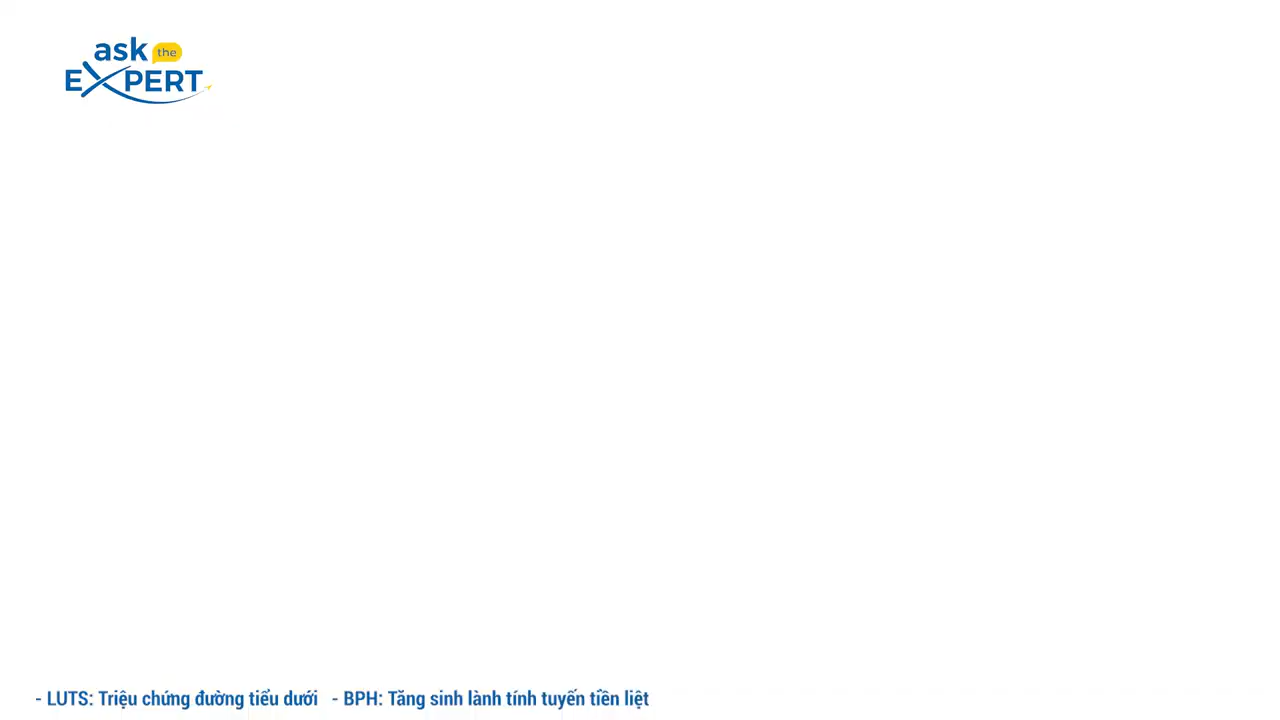 ask the
EXPERT
- LUTS: Triệu chứng đường tiểu dưới - BPH: Tăng sinh lành tính tuyến tiền liệt